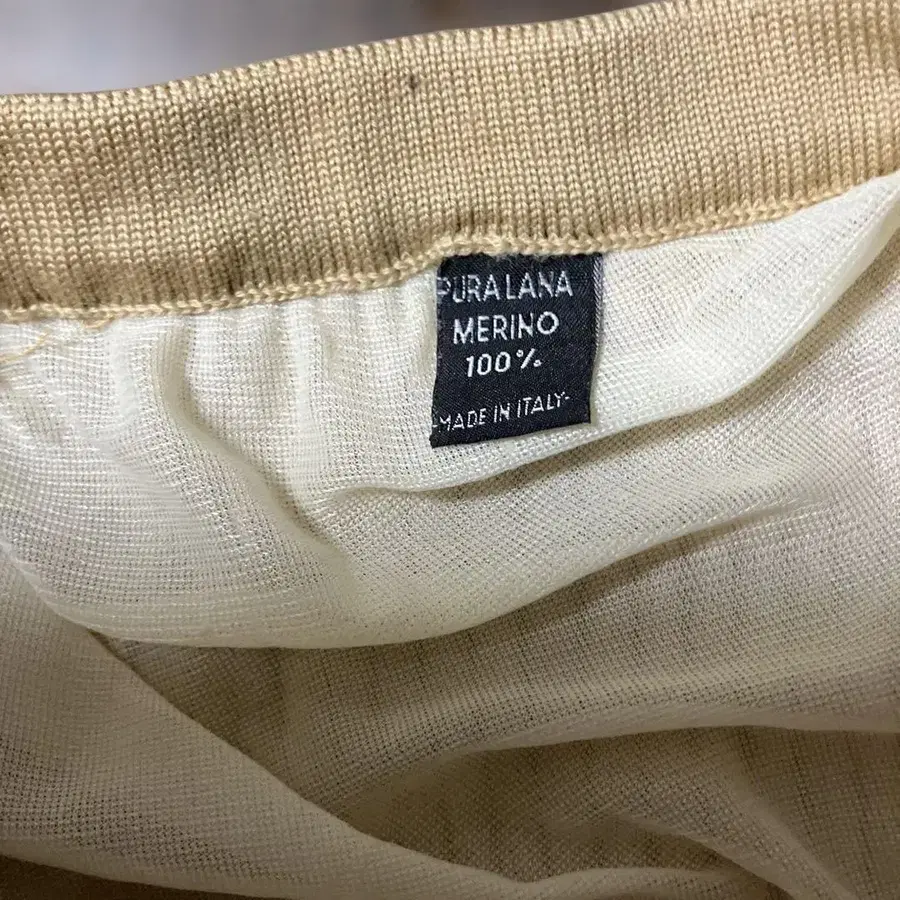 PURA LANA
MERINO
100%
-MADE IN ITALY-